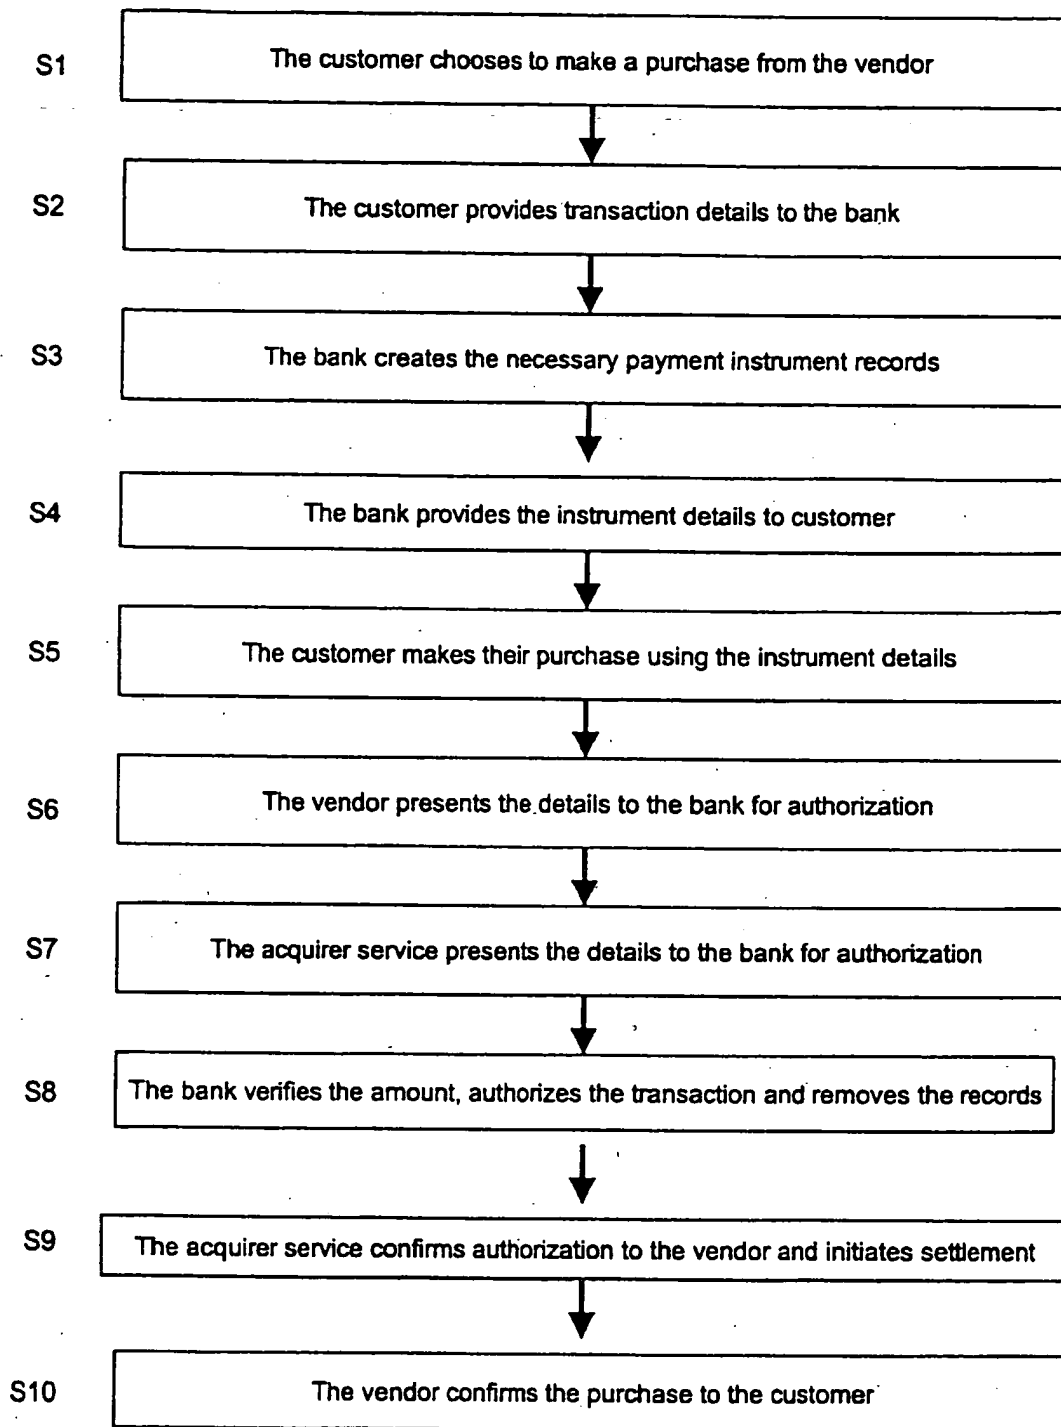 S1 The customer chooses to make a purchase from the vendor
S2 The customer provides transaction details to the bank
S3 The bank creates the necessary payment instrument records
S4 The bank provides the instrument details to customer
S5 The customer makes their purchase using the instrument details
S6 The vendor presents the details to the bank for authorization
S7 The acquirer service presents the details to the bank for authorization
S8 The bank verifies the amount, authorizes the transaction and removes the records
S9 The acquirer service confirms authorization to the vendor and initiates settlement
S10 The vendor confirms the purchase to the customer